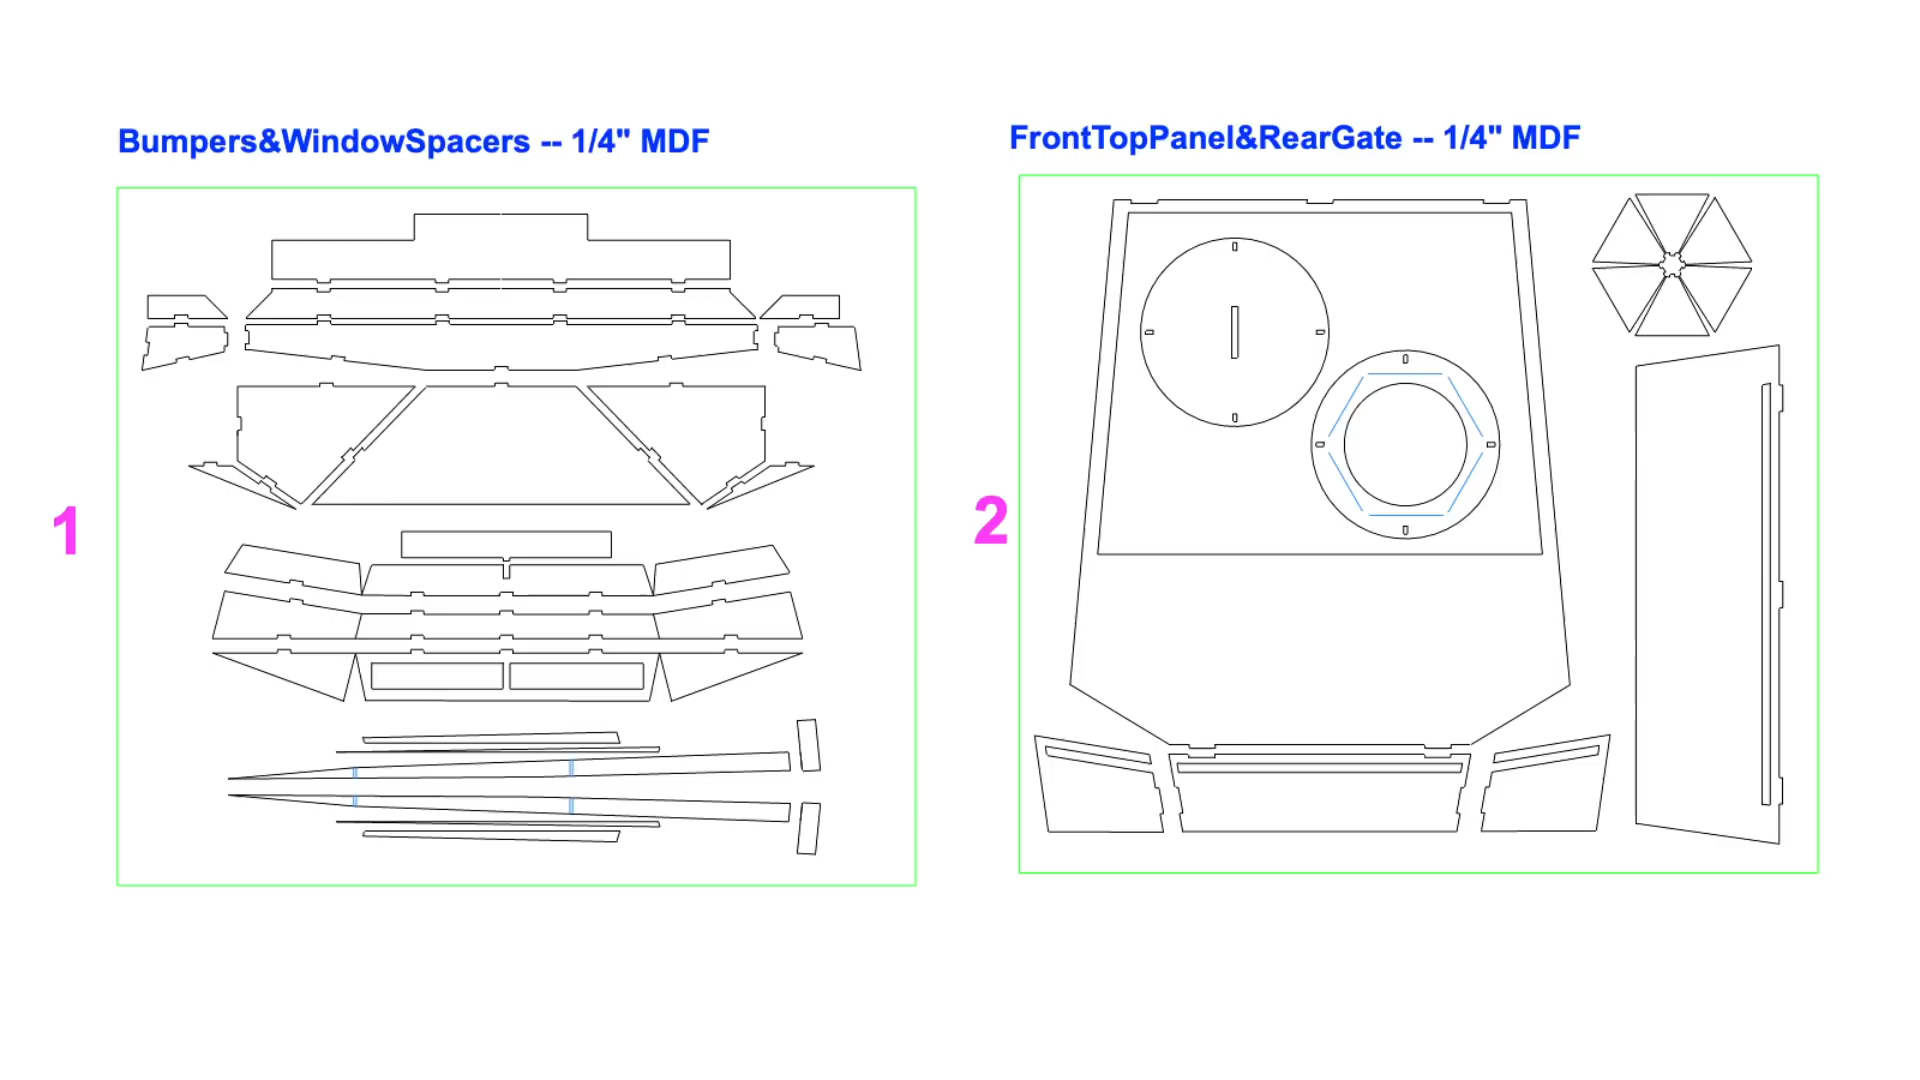 Bumpers&WindowSpacers -- 1/4" MDF
1
FrontTopPanel&RearGate -- 1/4" MDF
2